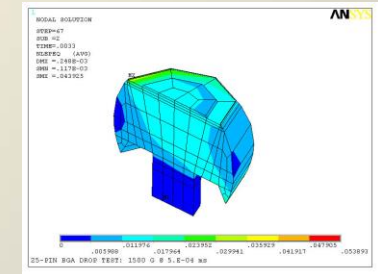 1
NODAL SOLUTION
STEP=67
SUB =2
TIME=.0033
NLEPEQ (AVG)
DMX =.248E-03
SMN =.117E-03
SMX =.043925
ANSYS
MX
0 .005988 .011976 .017964 .023952 .029941 .035929 .041917 .047905 .053893
25-PIN BGA DROP TEST: 1500 G @ 5.E-04 ms